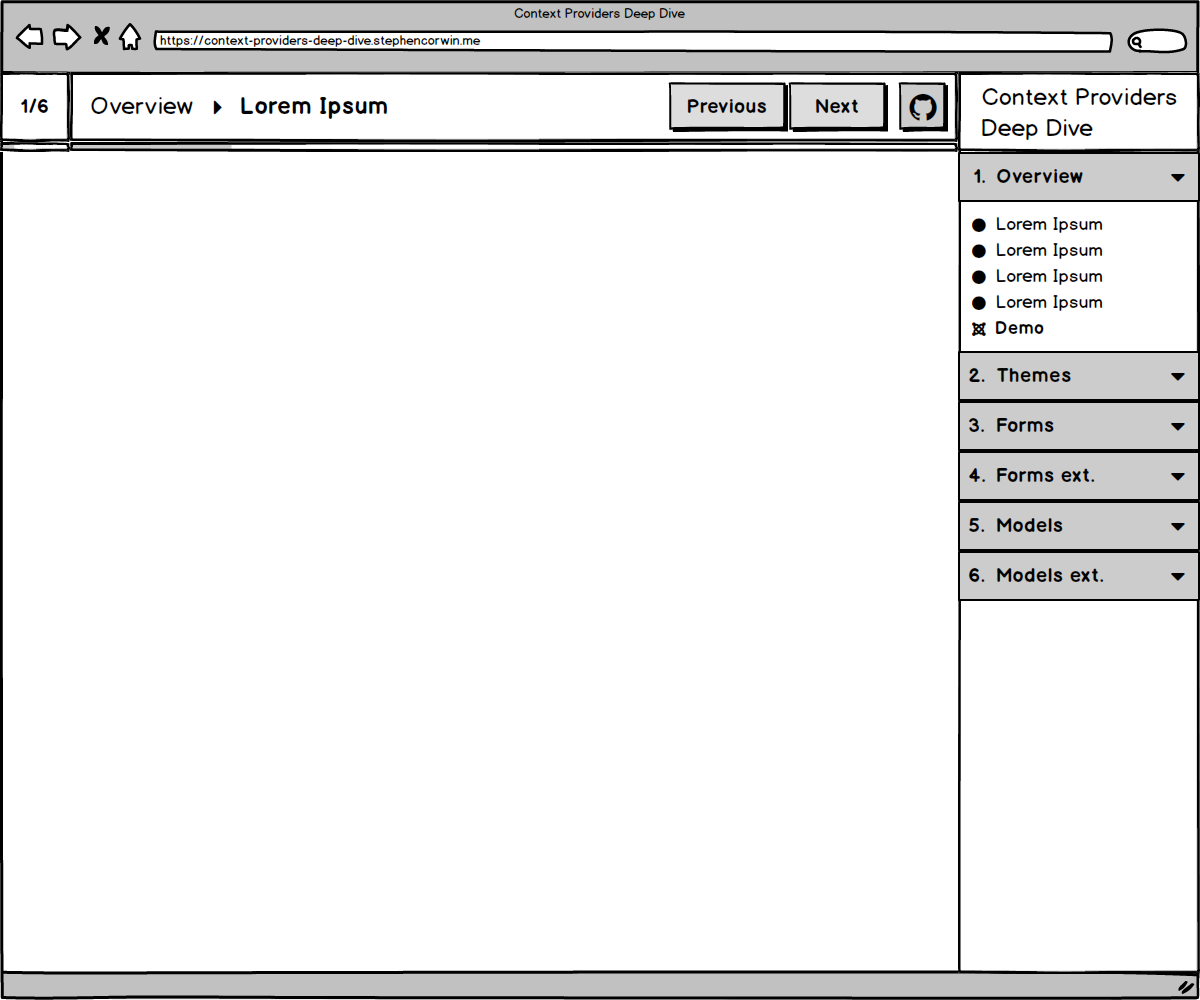 Context Providers Deep Dive
https://context-providers-deep-dive.stephencorwin.me
1/6
Overview
Lorem Ipsum
Previous
Next
Context Providers
Deep Dive
1. Overview
Lorem Ipsum
Lorem Ipsum
Lorem Ipsum
Lorem Ipsum
Demo
2. Themes
3. Forms
4. Forms ext.
5. Models
6. Models ext.